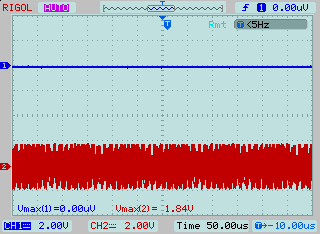 RIGOL AUTO T f 1 0.00uV
T
Rmt T <5Hz
1
2
Vmax(1)=0.00uV Vmax(2)= -1.84V
CH1 2.00V CH2 2.00V Time 50.00us T→-10.00us